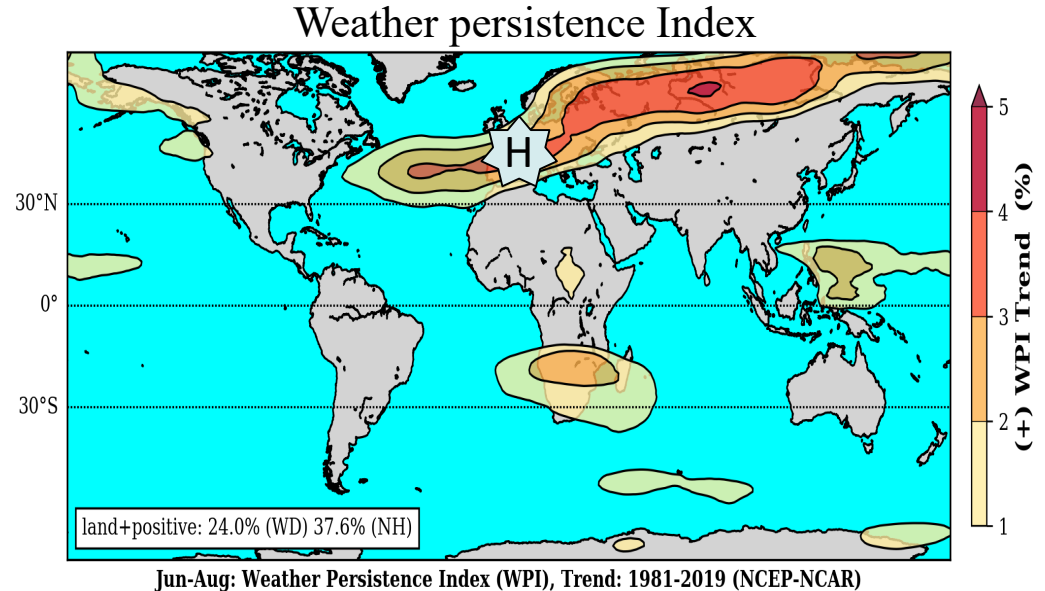 Weather persistence Index
H
30°N
0°
30°S
5
4
3
2
1
(+) WPI Trend (%)
land+positive: 24.0% (WD) 37.6% (NH)
Jun-Aug: Weather Persistence Index (WPI), Trend: 1981-2019 (NCEP-NCAR)